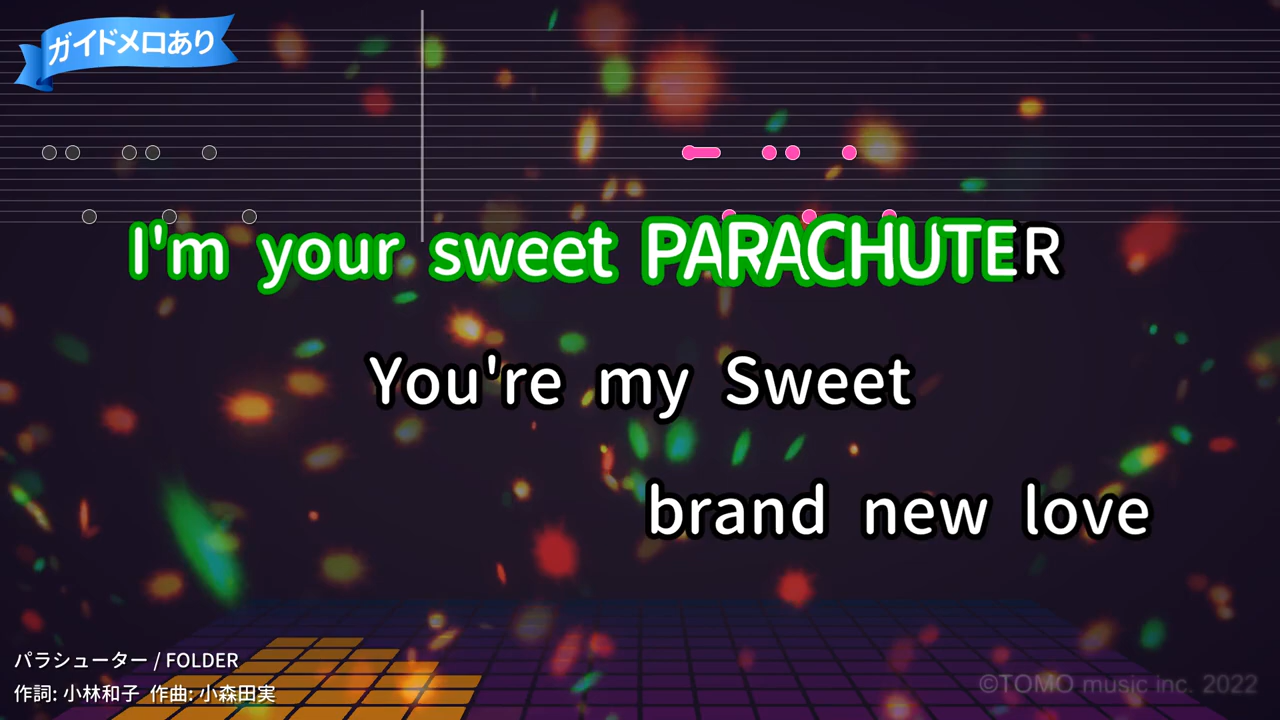 ガイドメロあり
I'm your sweet PARACHUTER
You're my Sweet
brand new love
パラシューター / FOLDER
作詞: 小林和子 作曲: 小森田実
©TOMO music inc. 2022